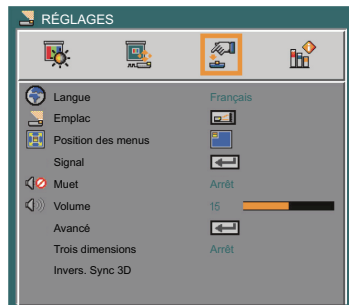 RÉGLAGES
Langue Français
Emplac
Position des menus
Signal
Muet Arrêt
Volume 15
Avancé
Trois dimensions Arrêt
Invers. Sync 3D